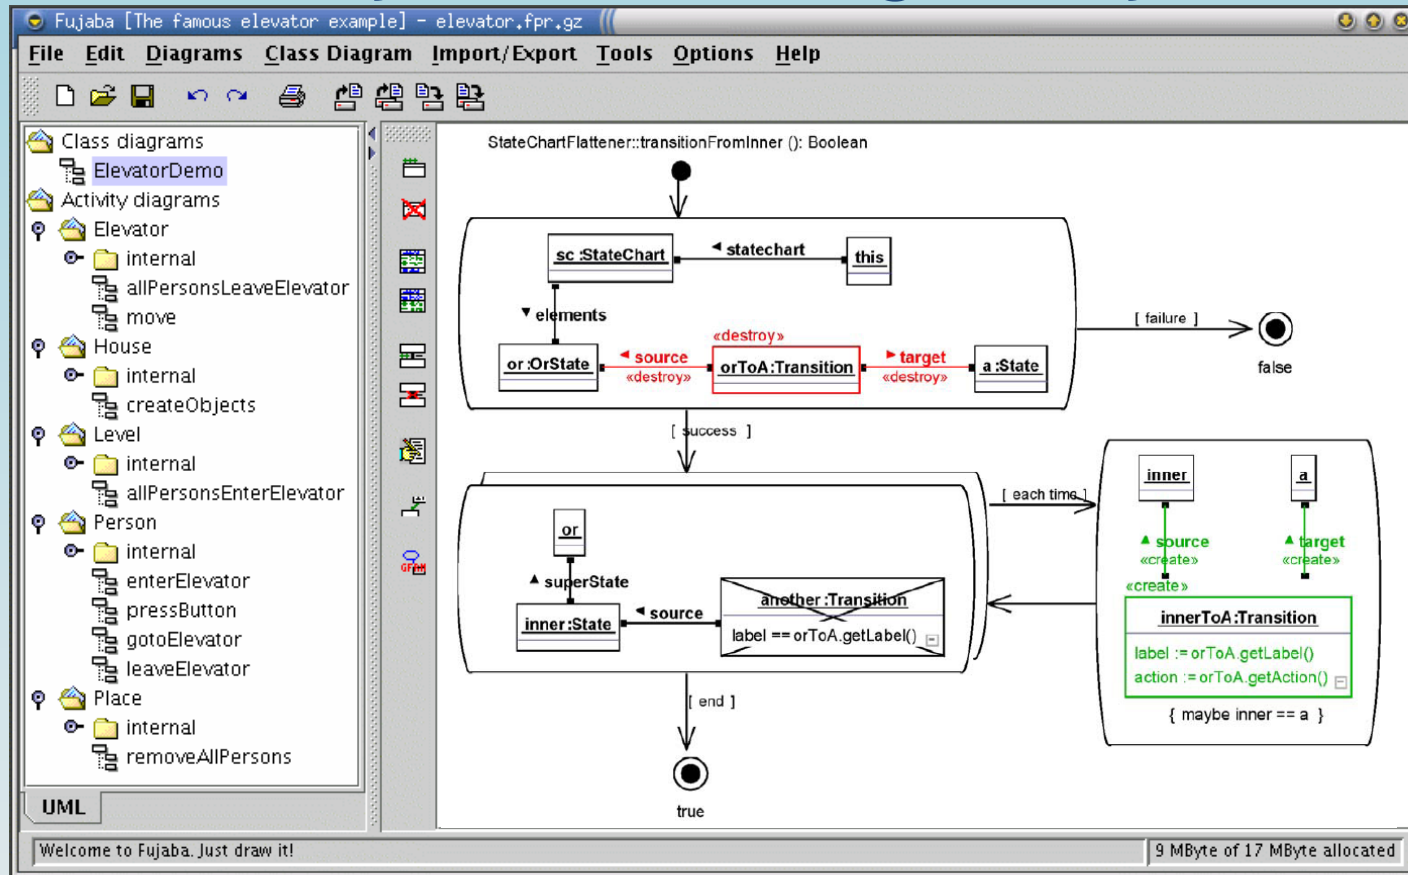 Fujaba [The famous elevator example] - elevator.fpr.gz
File Edit Diagrams Class Diagram Import/Export Tools Options Help
Class diagrams
ElevatorDemo
Activity diagrams
Elevator
internal
allPersonsLeaveElevator
move
House
internal
createObjects
Level
internal
allPersonsEnterElevator
Person
internal
enterElevator
pressButton
gotoElevator
leaveElevator
Place
internal
removeAllPersons
UML
StateChartFlattener::transitionFromInner (): Boolean
sc :StateChart
◄ statechart
this
▼ elements
«destroy»
or :OrState
◄ source
«destroy»
orToA:Transition
► target
«destroy»
a :State
[ failure ]
false
[ success ]
or
▲ superState
inner :State
◄ source
another :Transition
label == orToA.getLabel()
[ each time ]
inner
a
▲ source
«create»
▲ target
«create»
«create»
innerToA:Transition
label := orToA.getLabel()
action := orToA.getAction()
{ maybe inner == a }
[ end ]
true
Welcome to Fujaba. Just draw it!
9 MByte of 17 MByte allocated